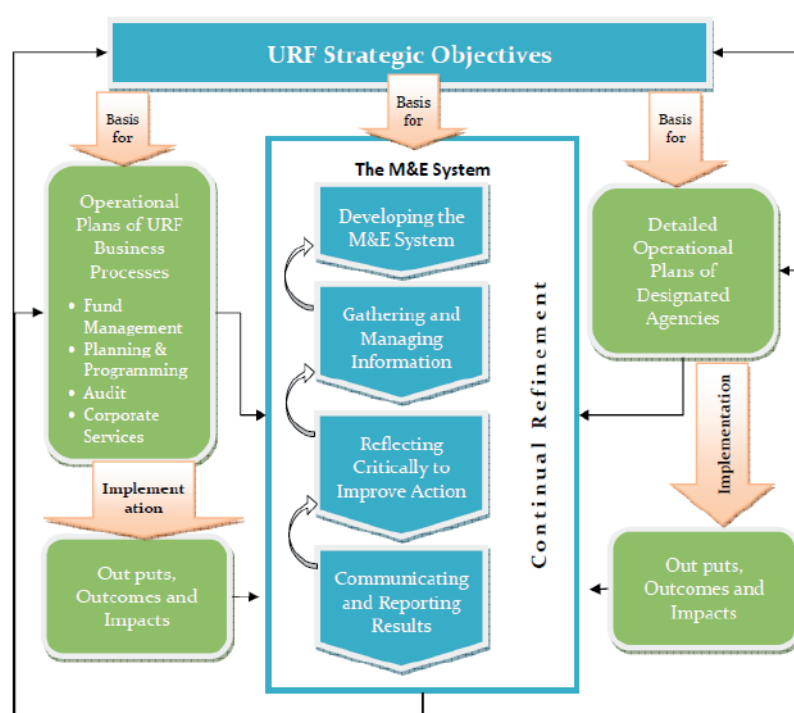 URF Strategic Objectives
Basis
for
Basis
for
Basis
for
Operational
Plans of URF
Business
Processes
• Fund
Management
• Planning &
Programming
• Audit
• Corporate
Services
Implement
ation
Out puts,
Outcomes and
Impacts
The M&E System
Developing the
M&E System
Gathering and
Managing
Information
Reflecting
Critically to
Improve Action
Communicating
and Reporting
Results
Continual Refinement
Detailed
Operational
Plans of
Designated
Agencies
Implementation
Out puts,
Outcomes and
Impacts